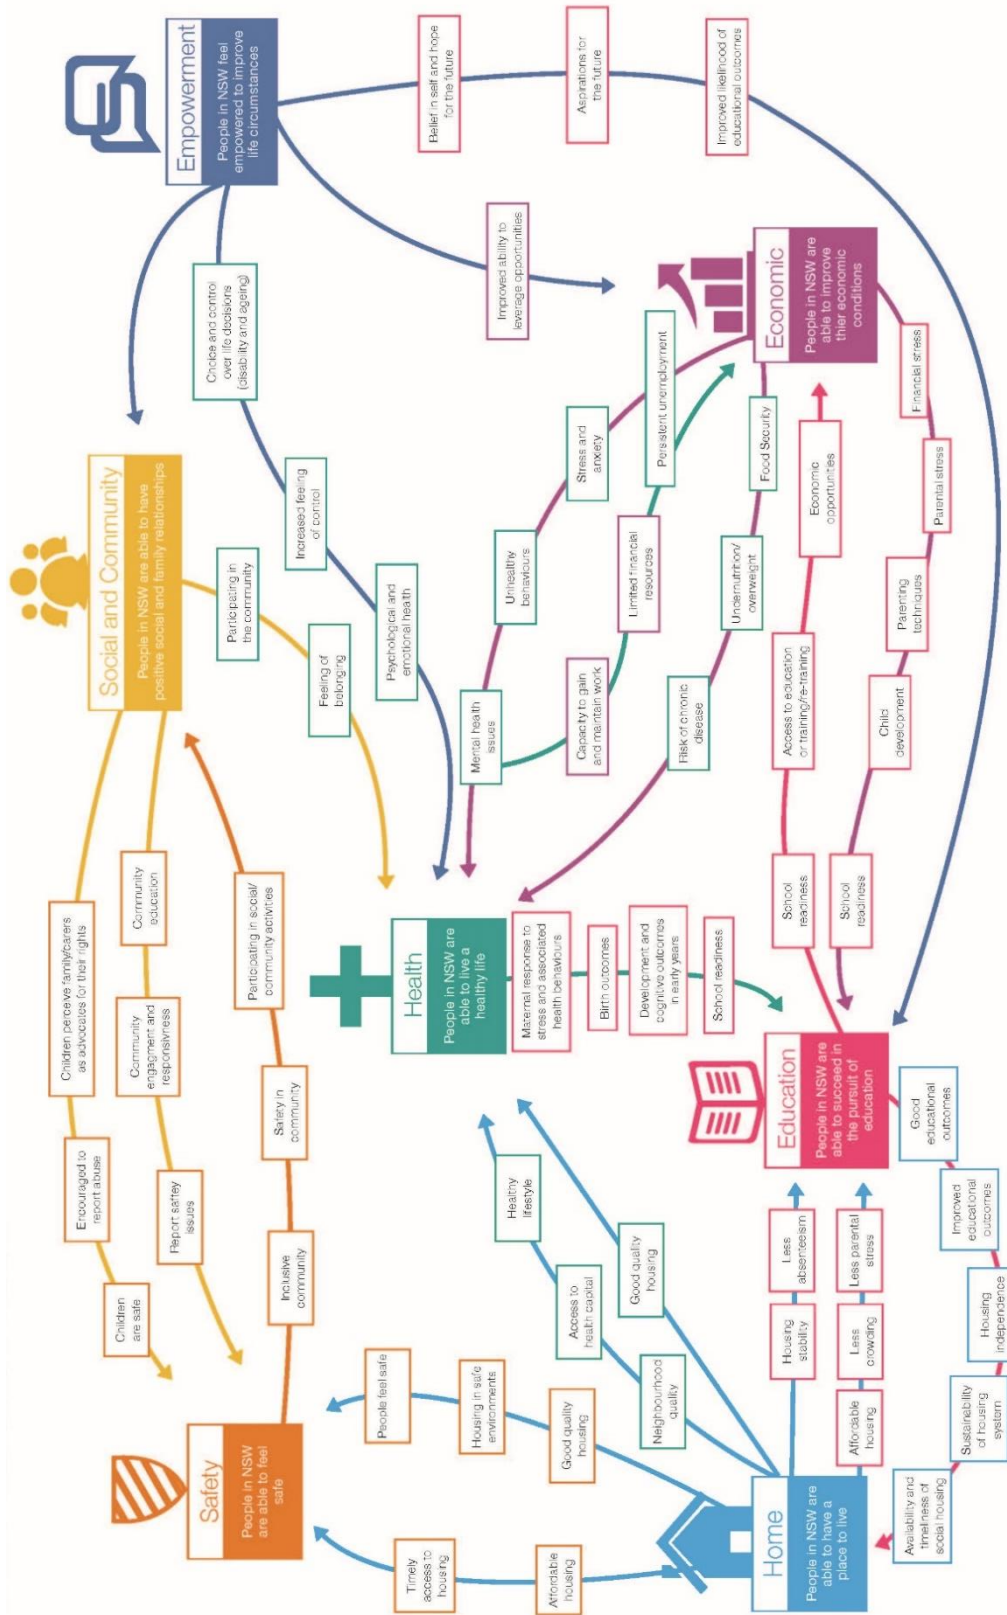 Safety
People in NSW
are able to feel
safe
Children
are safe
Encouraged to
report abuse
Children perceive family/carers
as advocates for their rights
Report saftey
issues
Community
engagment and
responsivness
Community
education
Inclusive
community
Safety in
community
Participating in social/
community activities
Social and Community
People in NSW are able to have
positive social and family relationships
Participating in
the community
Feeling of
belonging
Empowerment
People in NSW feel
empowered to improve
life circumstances
Choice and control
over life decisions
(disability and ageing)
Increased feeling
of control
Psychological and
emotional health
Improved ability to
leverage opportunities
Belief in self and hope
for the future
Aspirations for
the future
Improved likelihood of
educational outcomes
Timely
access to
housing
Affordable
housing
People feel safe
Housing in safe
environments
Good quality
housing
Healthy
lifestyle
Access to
health capital
Neighbourhood
quality
Good quality
housing
Health
People in NSW are
able to live a
healthy life
Mental health
issues
Unhealthy
behaviours
Stress and
anxiety
Capacity to gain
and maintain work
Limited financial
resources
Persistent unemployment
Risk of chronic
disease
Undernutrition/
overweight
Food Security
Economic
People in NSW are
able to improve
thier economic
conditions
Maternal response to
stress and associated
health behaviours
Birth outcomes
Development and
cognitive outcomes
in early years
School readiness
Home
People in NSW are
able to have a
place to live
Housing
stability
Less
absenteeism
Affordable
housing
Less
crowding
Less parental
stress
Education
People in NSW are
able to succeed in
the pursuit of
education
School
readiness
Access to education
or training/re-training
Economic
opportunities
School
readiness
Child
development
Parenting
techniques
Parental stress
Financial stress
Availability and
timeliness of
social housing
Sustainability
of housing
system
Housing
independence
Improved
educational
outcomes
Good
educational
outcomes